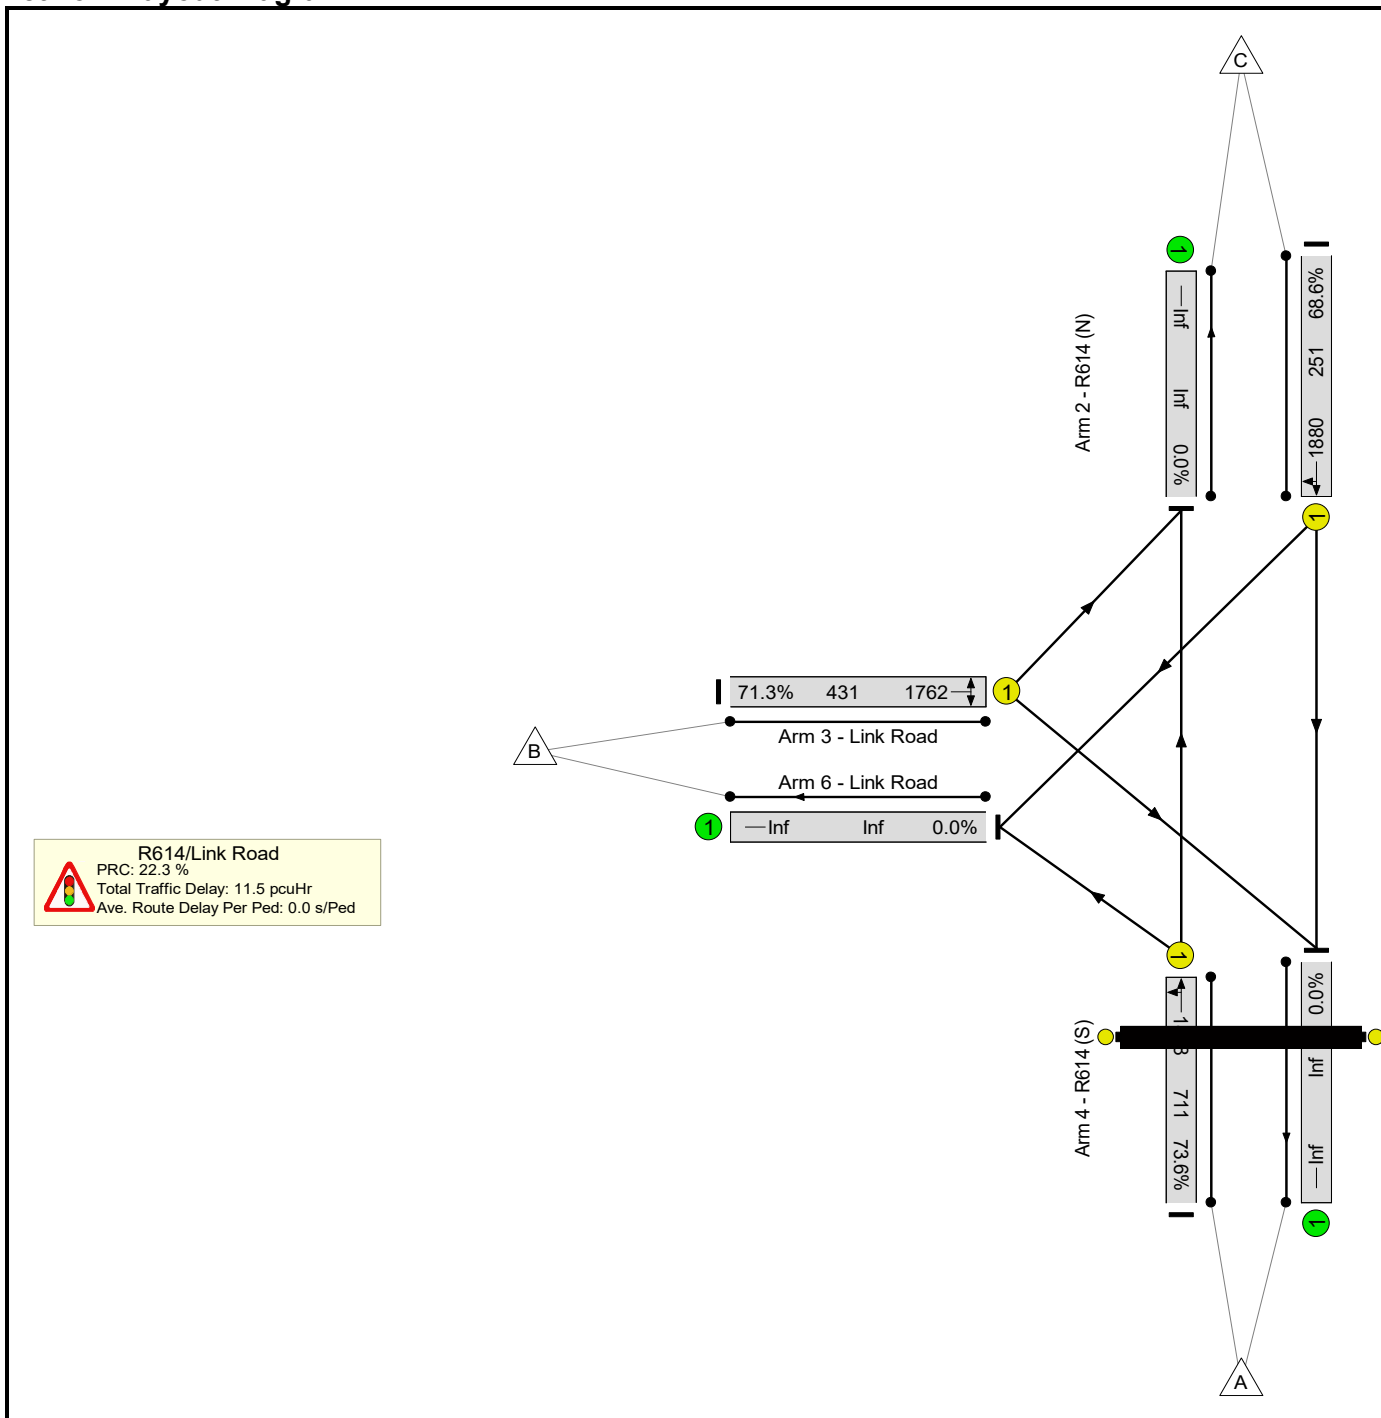 C
1
—Inf Inf 0.0%
Arm 2 - R614 (N)
68.6% 251 1880
1
71.3% 431 1762
1
Arm 3 - Link Road
B
Arm 6 - Link Road
1
—Inf Inf 0.0%
R614/Link Road
PRC: 22.3 %
Total Traffic Delay: 11.5 pcuHr
Ave. Route Delay Per Ped: 0.0 s/Ped
1
711 73.6%
Arm 4 - R614 (S)
0.0% Inf —Inf
1
A